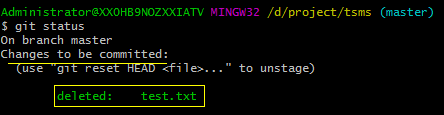 Administrator@XXOHB9NOZXXIATV MINGW32 /d/project/tsms (master)
$ git status
On branch master
Changes to be committed:
  (use "git reset HEAD <file>..." to unstage)
        deleted:    test.txt